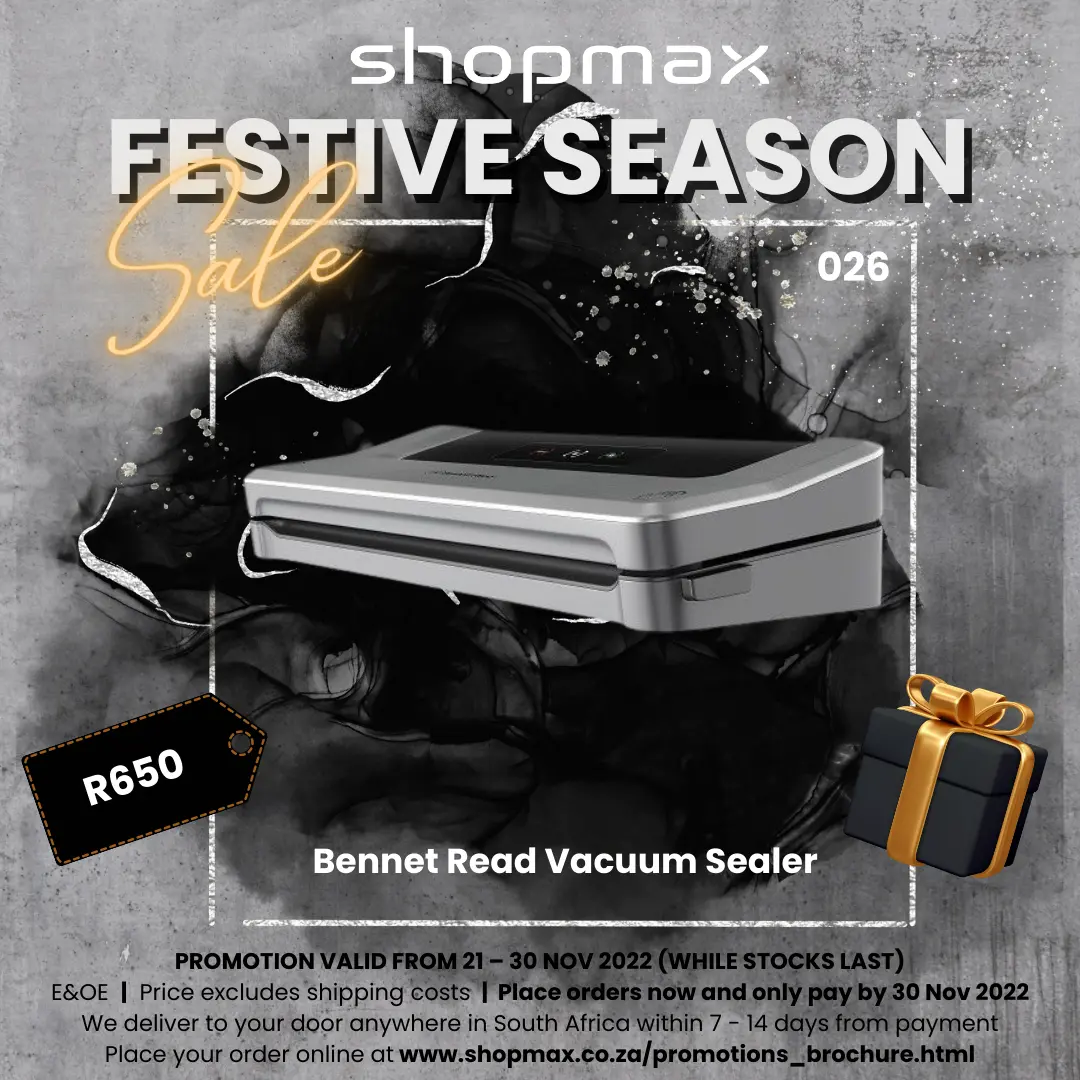 shopmax
FESTIVE SEASON
Sale
026
R650
Bennet Read Vacuum Sealer
PROMOTION VALID FROM 21 – 30 NOV 2022 (WHILE STOCKS LAST)
E&OE | Price excludes shipping costs | Place orders now and only pay by 30 Nov 2022
We deliver to your door anywhere in South Africa within 7 - 14 days from payment
Place your order online at www.shopmax.co.za/promotions_brochure.html